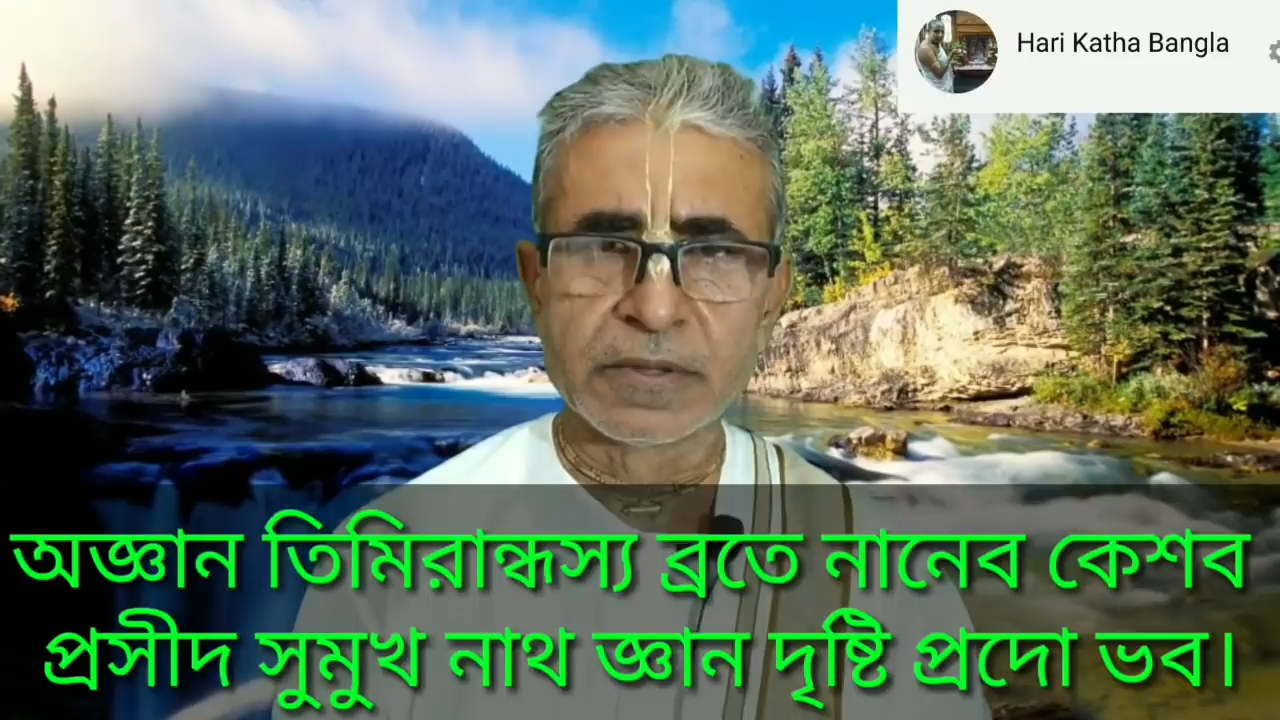 Hari Katha Bangla
অজ্ঞান তিমিরান্ধস্য ব্রতে নানেব কেশব
প্রসীদ সুমুখ নাথ জ্ঞান দৃষ্টি প্রদো ভব।